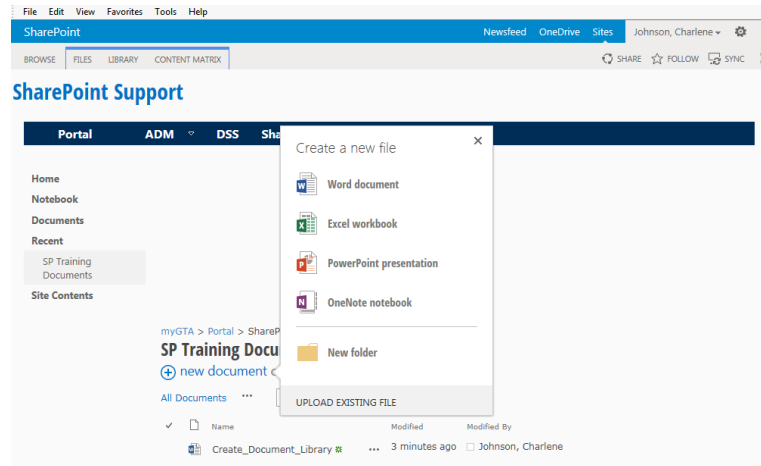 File Edit View Favorites Tools Help
SharePoint Newsfeed OneDrive Sites Johnson, Charlene
BROWSE FILES LIBRARY CONTENT MATRIX SHARE FOLLOW SYNC
SharePoint Support
Portal ADM DSS Sha
Create a new file
Word document
Excel workbook
PowerPoint presentation
OneNote notebook
New folder
UPLOAD EXISTING FILE
Home
Notebook
Documents
Recent
SP Training
Documents
Site Contents
myGTA > Portal > ShareP
SP Training Docu
new document
All Documents ...
Name Modified Modified By
Create_Document_Library ... 3 minutes ago Johnson, Charlene